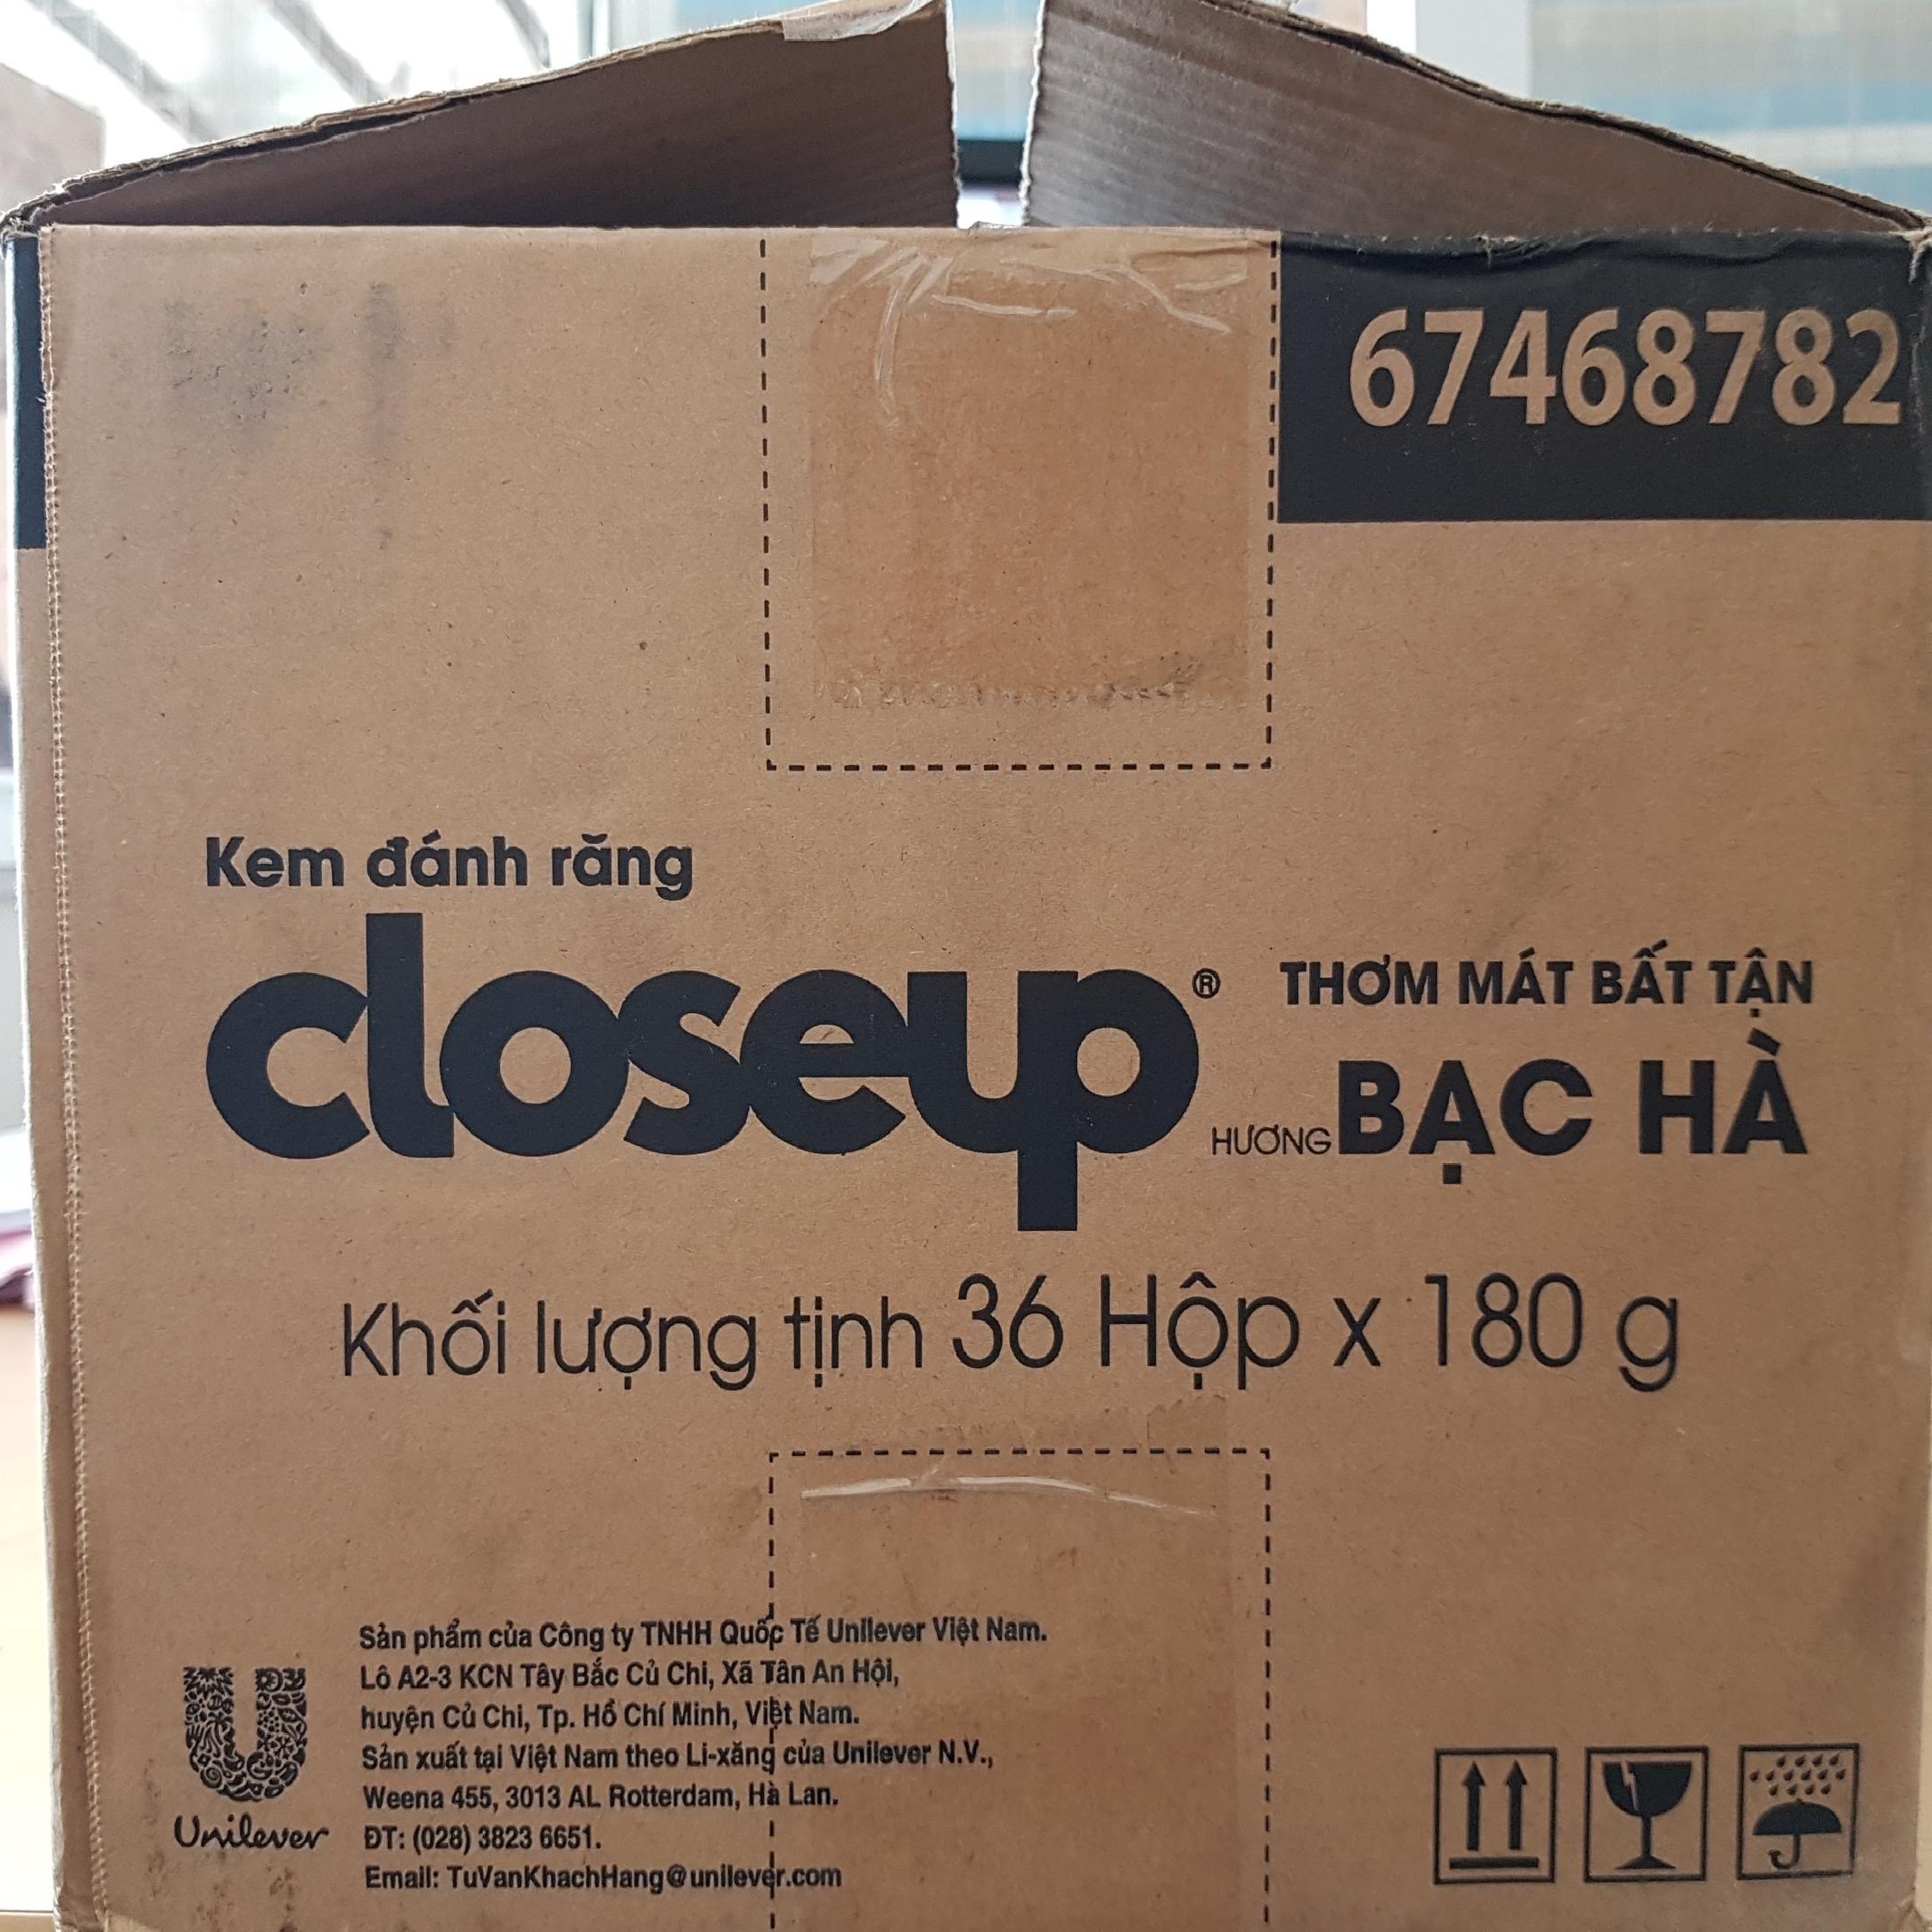 67468782
Kem đánh răng
closeup®
THƠM MÁT BẤT TẬN
HƯƠNG BẠC HÀ
Khối lượng tịnh 36 Hộp x 180 g
Sản phẩm của Công ty TNHH Quốc Tế Unilever Việt Nam.
Lô A2-3 KCN Tây Bắc Củ Chi, Xã Tân An Hội,
huyện Củ Chi, Tp. Hồ Chí Minh, Việt Nam.
Sản xuất tại Việt Nam theo Li-xăng của Unilever N.V.,
Weena 455, 3013 AL Rotterdam, Hà Lan.
ĐT: (028) 3823 6651.
Email: TuVanKhachHang@unilever.com
Unilever